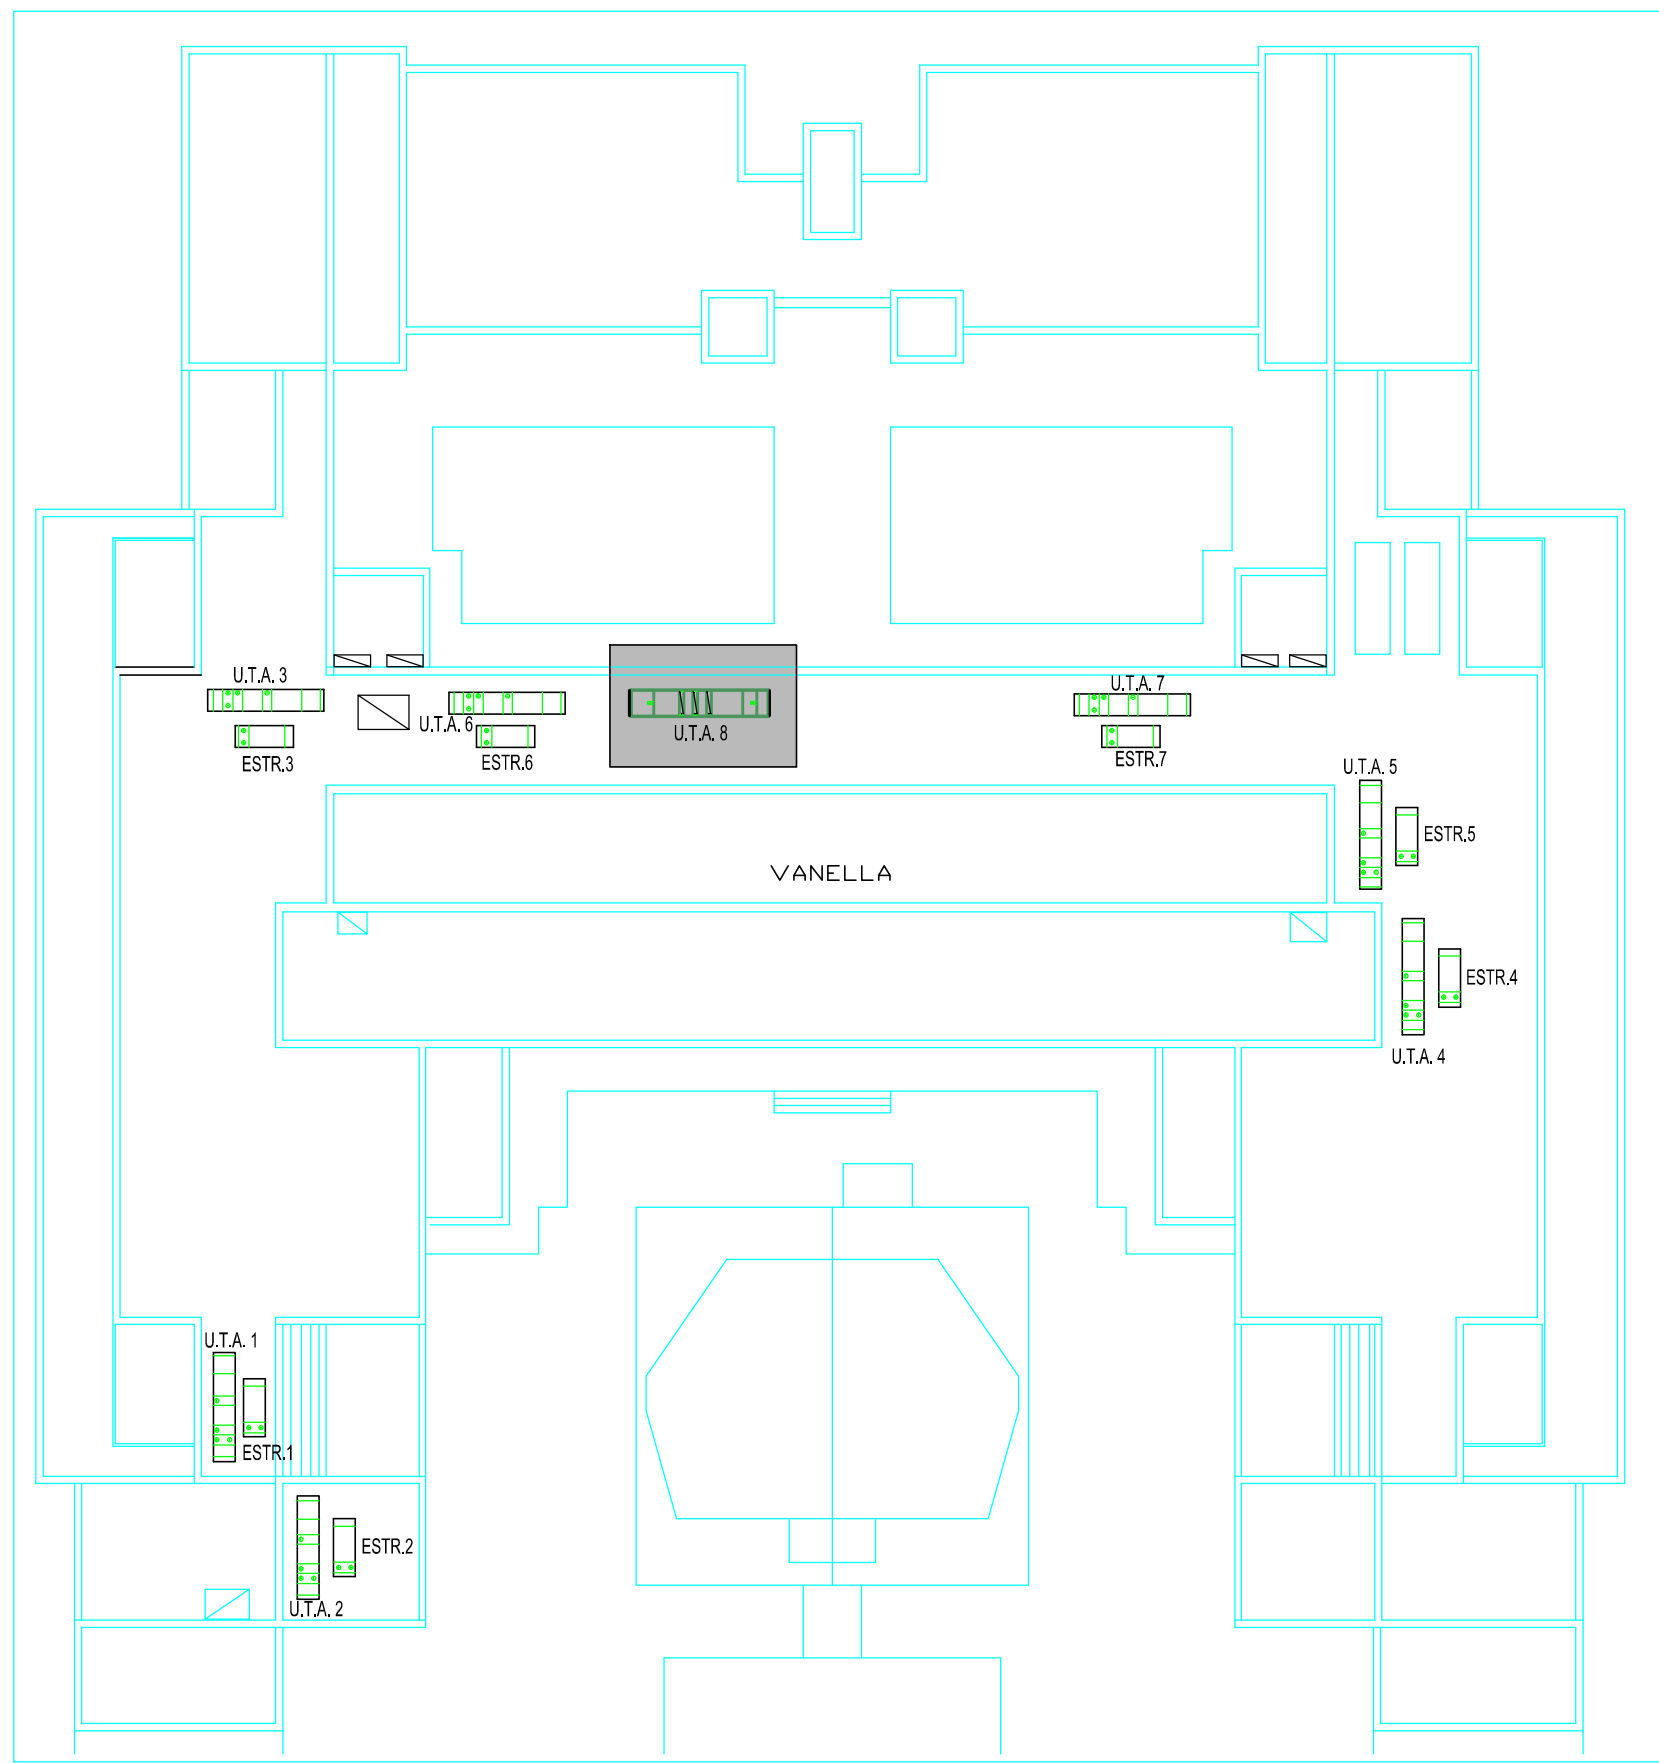 U.T.A. 3
U.T.A. 7
U.T.A. 6
U.T.A. 8
ESTR.3
ESTR.6
ESTR.7
U.T.A. 5
ESTR.5
VANELLA
ESTR.4
U.T.A. 4
U.T.A. 1
ESTR.1
ESTR.2
U.T.A. 2